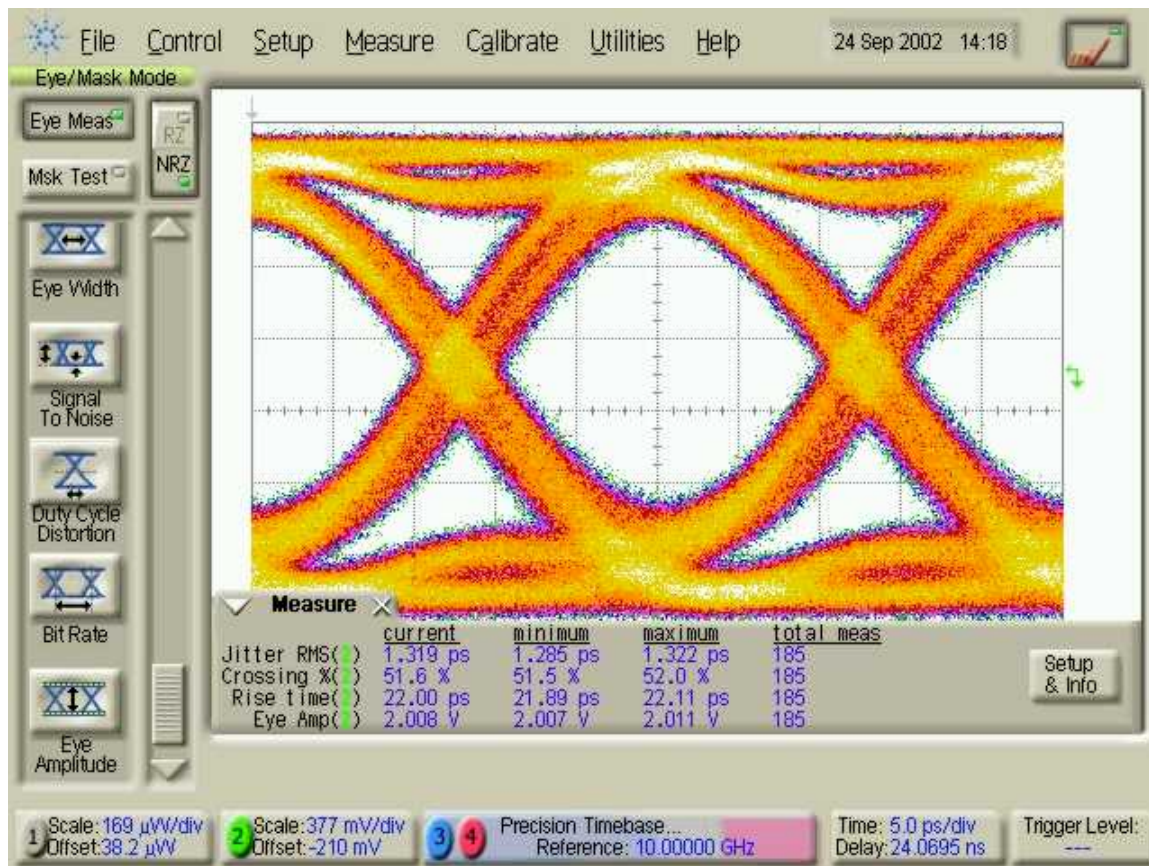 File Control Setup Measure Calibrate Utilities Help 24 Sep 2002 14:18
Eye/Mask Mode
Eye Meas
RZ
NRZ
Msk Test
Eye Width
Signal
To Noise
Duty Cycle
Distortion
Bit Rate
Eye
Amplitude
Measure
current minimum maximum total meas
Jitter RMS(2) 1.319 ps 1.285 ps 1.322 ps 185
Crossing %(2) 51.6 % 51.5 % 52.0 % 185
Rise time(2) 22.00 ps 21.89 ps 22.11 ps 185
Eye Amp(2) 2.008 V 2.007 V 2.011 V 185
Setup
& Info
1 Scale: 169 µW/div
Offset: 38.2 µW
2 Scale: 377 mV/div
Offset: -210 mV
3 4 Precision Timebase...
Reference: 10.00000 GHz
Time: 5.0 ps/div
Delay: 24.0695 ns
Trigger Level:
---